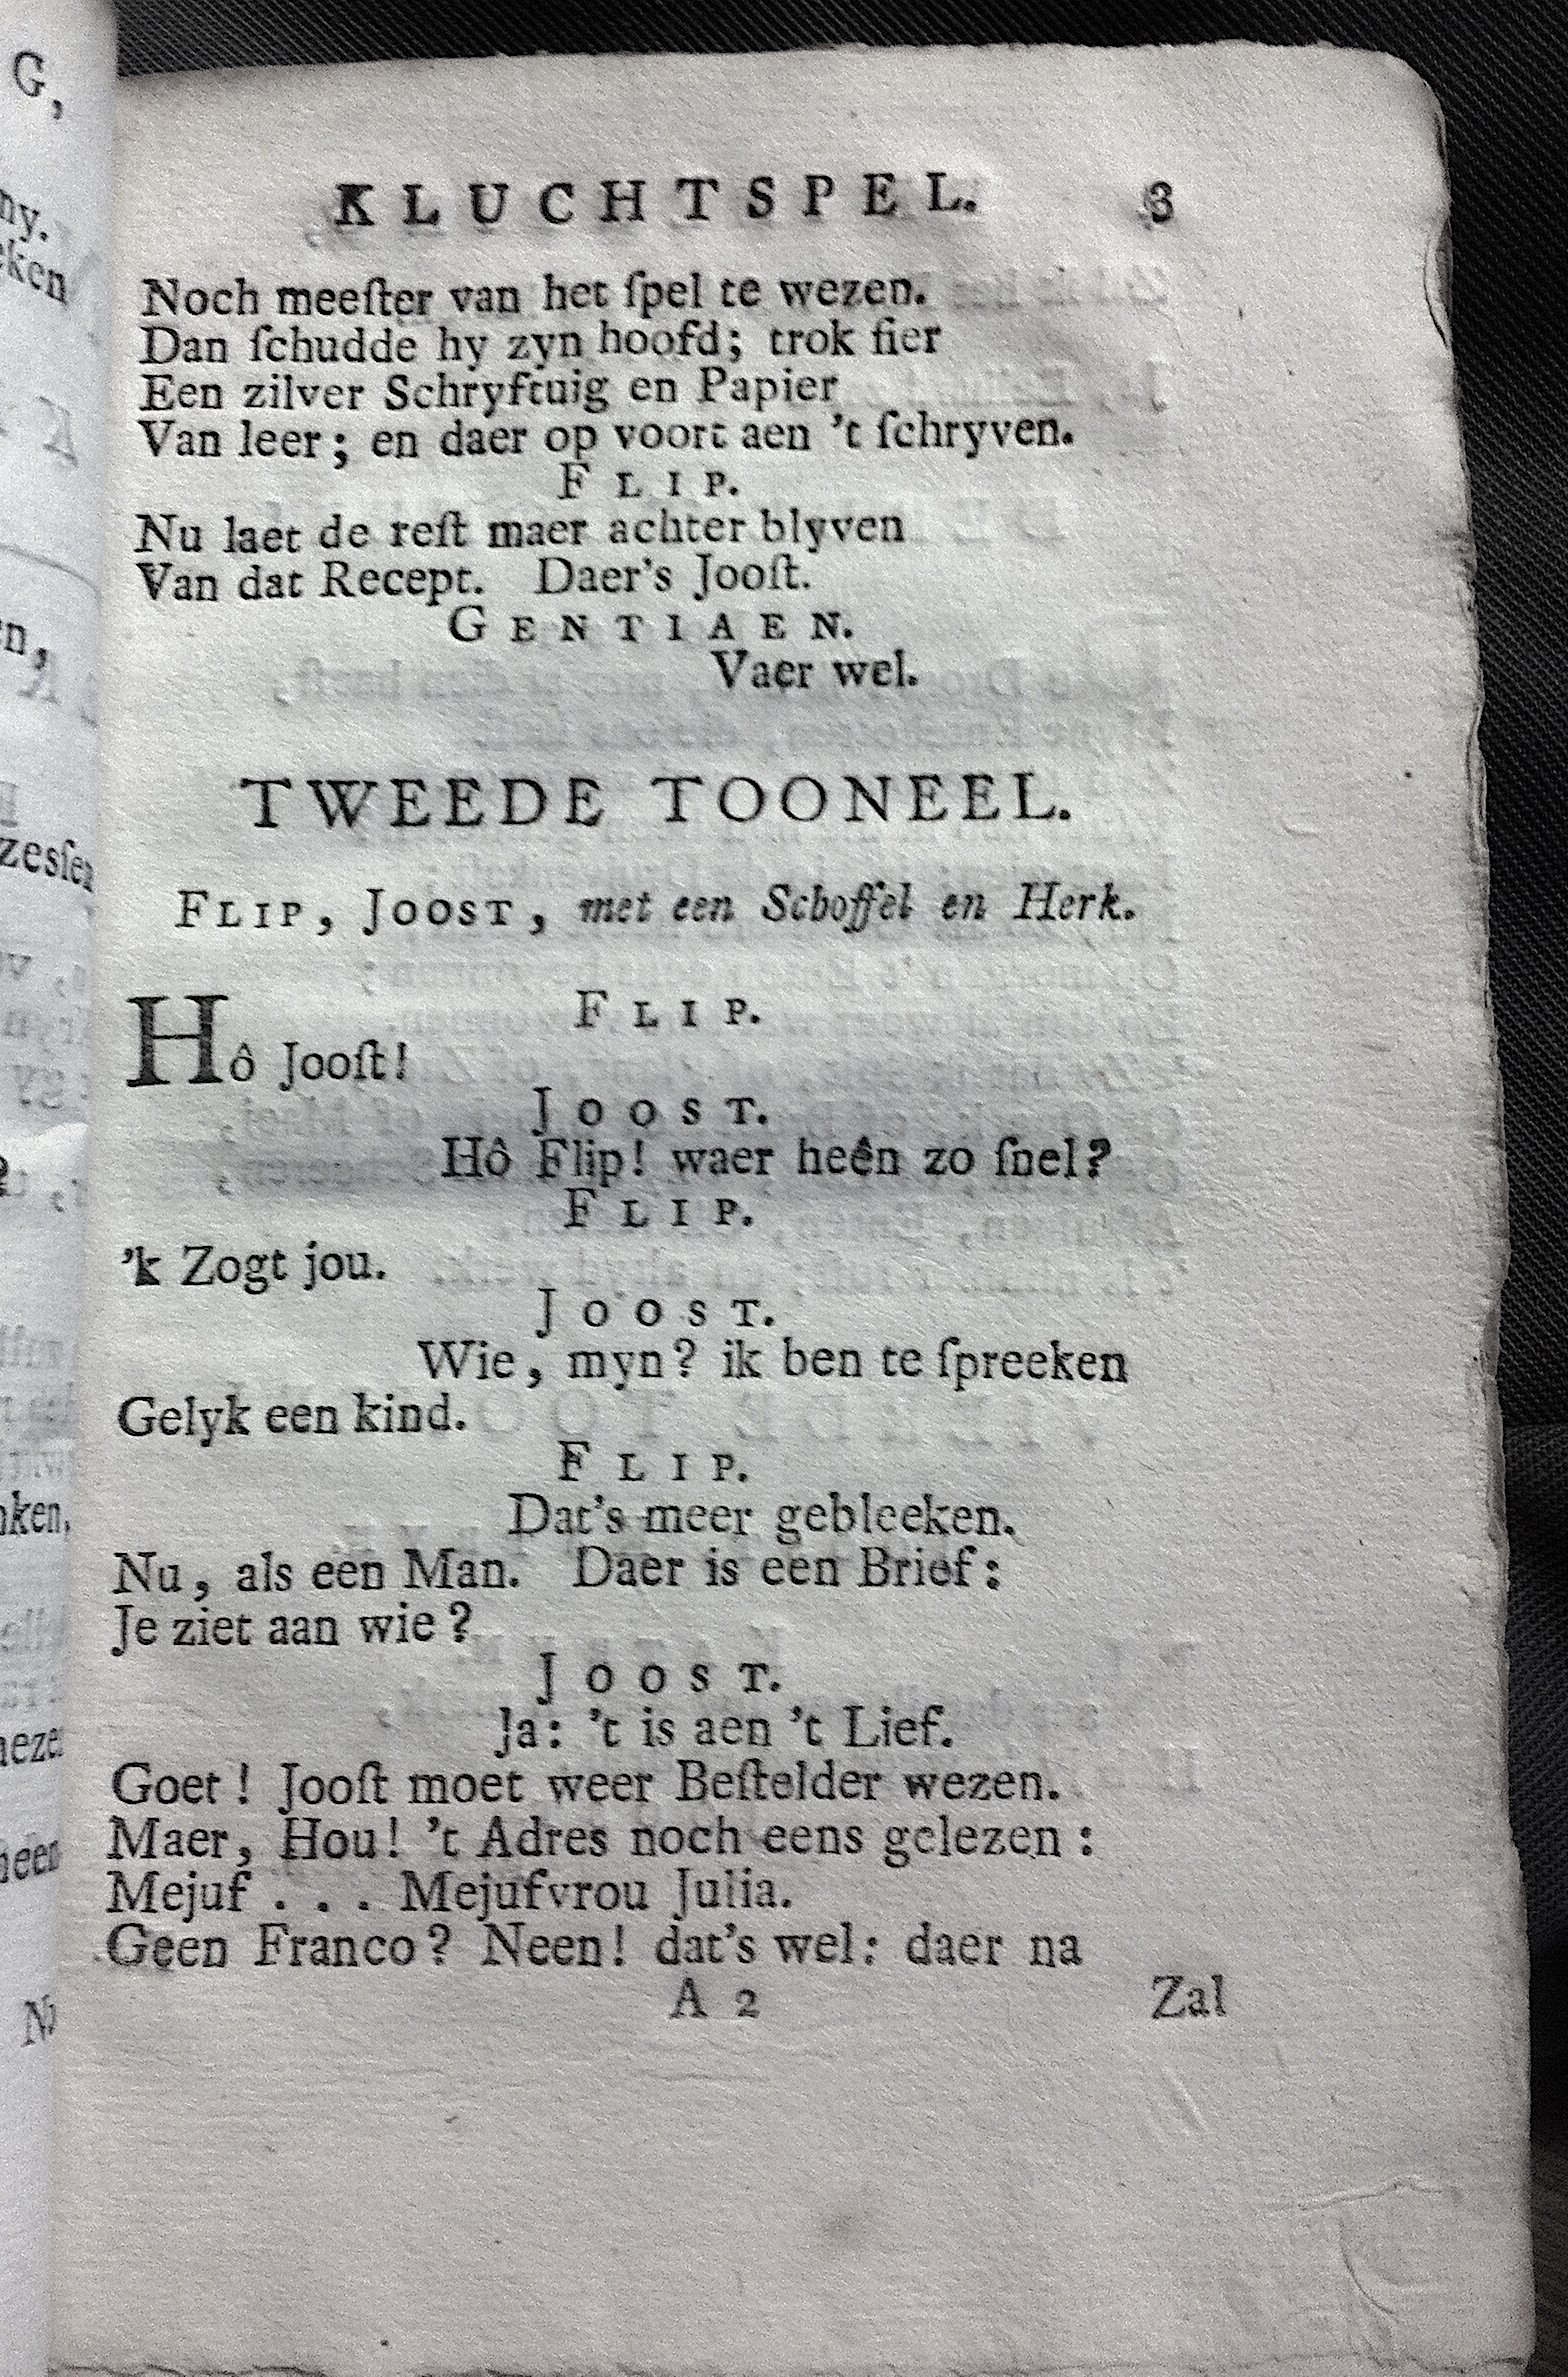 KLUCHTSPEL. 3
Noch meeſter van het ſpel te wezen.
Dan ſchudde hy zyn hoofd; trok fier
Een zilver Schryftuig en Papier
Van leer; en daer op voort aen 't ſchryven.
FLIP.
Nu laet de reſt maer achter blyven
Van dat Recept. Daer's Jooſt.
GENTIAEN.
Vaer wel.
TWEEDE TOONEEL.
FLIP, JOOST, met een Schoffel en Herk.
FLIP.
Hô Jooſt!
JOOST.
Hô Flip! waer heên zo ſnel?
FLIP.
'k Zogt jou.
JOOST.
Wie, myn? ik ben te ſpreeken
Gelyk een kind.
FLIP.
Dat's meer gebleeken.
Nu, als een Man. Daer is een Brief:
Je ziet aan wie?
JOOST.
Ja: 't is aen 't Lief.
Goet! Jooſt moet weer Beſtelder wezen.
Maer, Hou! 't Adres noch eens gelezen:
Mejuf . . . Mejufvrou Julia.
Geen Franco? Neen! dat's wel: daer na
A 2 Zal